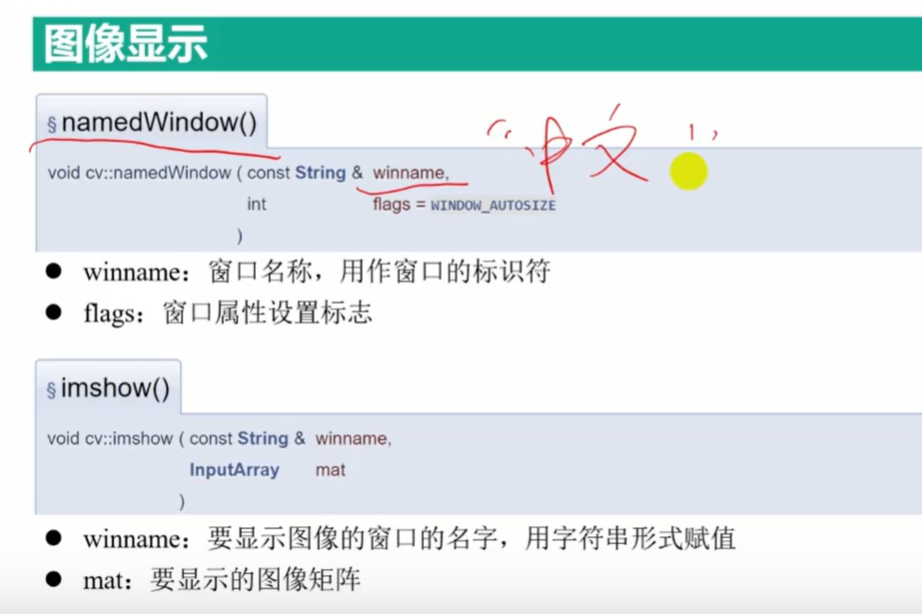 图像显示
§ namedWindow()
“中文”
void cv::namedWindow ( const String & winname,
int flags = WINDOW_AUTOSIZE
)
● winname：窗口名称，用作窗口的标识符
● flags：窗口属性设置标志
§ imshow()
void cv::imshow ( const String & winname,
InputArray mat
)
● winname：要显示图像的窗口的名字，用字符串形式赋值
● mat：要显示的图像矩阵